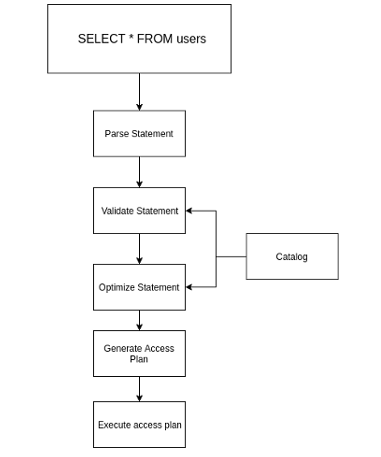 SELECT * FROM users
Parse Statement
Validate Statement
Catalog
Optimize Statement
Generate Access
Plan
Execute access plan